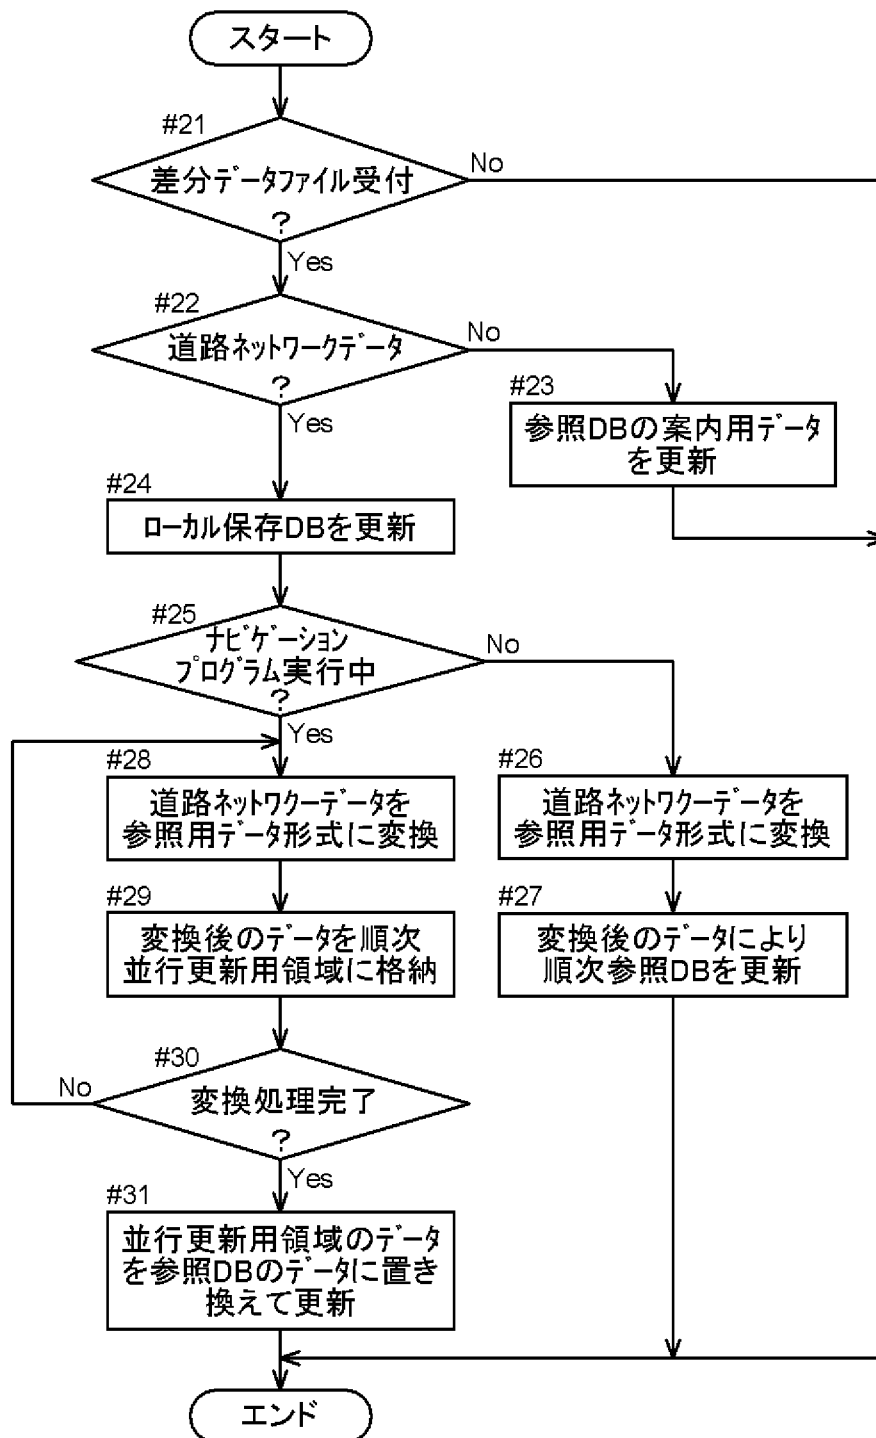 スタート
#21
差分データファイル受付
?
No
Yes
#22
道路ネットワークデータ
?
No
Yes
#23
参照DBの案内用データ
を更新
#24
ローカル保存DBを更新
#25
ナビゲーション
プログラム実行中
?
No
Yes
#28
道路ネットワクーデータを
参照用データ形式に変換
#26
道路ネットワクーデータを
参照用データ形式に変換
#29
変換後のデータを順次
並行更新用領域に格納
#27
変換後のデータにより
順次参照DBを更新
#30
変換処理完了
?
No
Yes
#31
並行更新用領域のデータ
を参照DBのデータに置き
換えて更新
エンド